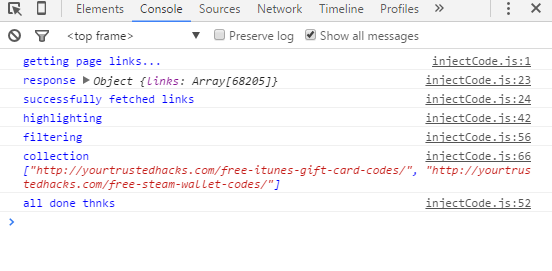 Elements Console Sources Network Timeline Profiles »
<top frame> ▼ Preserve log Show all messages
getting page links... injectCode.js:1
response ▶Object {links: Array[68205]} injectCode.js:23
successfully fetched links injectCode.js:24
highlighting injectCode.js:42
filtering injectCode.js:56
collection injectCode.js:66
["http://yourtrustedhacks.com/free-itunes-gift-card-codes/", "http://yourtrus
tedhacks.com/free-steam-wallet-codes/"]
all done thnks injectCode.js:52
>